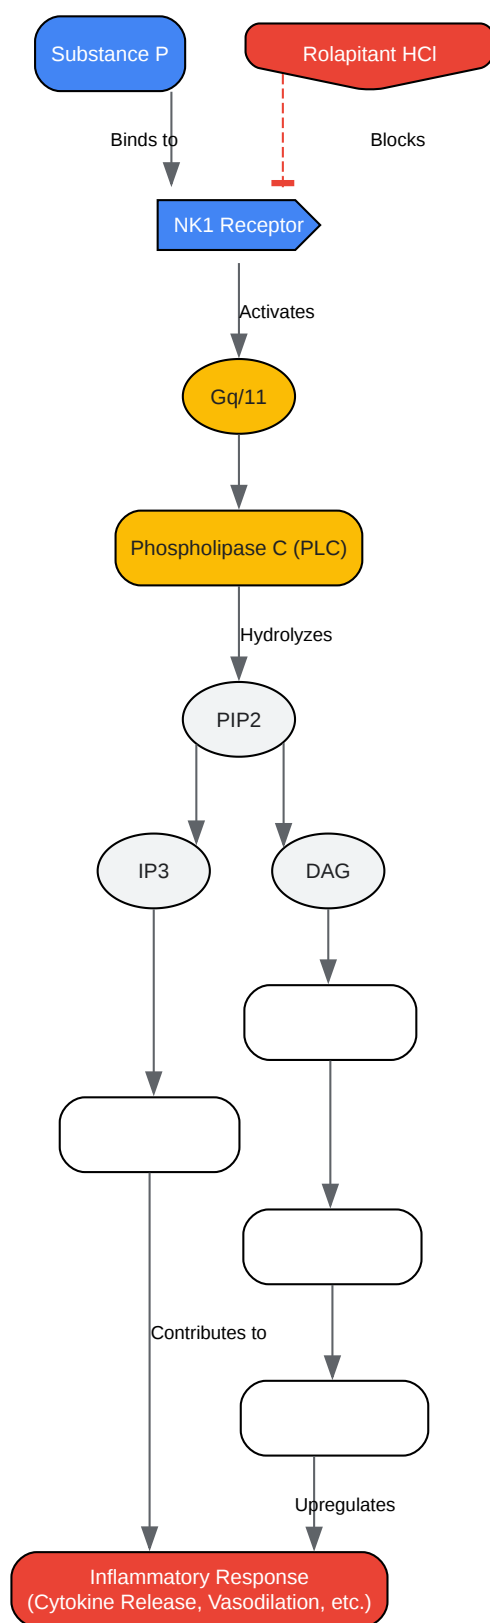 Substance P
Rolapitant HCl
Binds to
Blocks
NK1 Receptor
Activates
Gq/11
Phospholipase C (PLC)
Hydrolyzes
PIP2
IP3
DAG
Contributes to
Upregulates
Inflammatory Response
(Cytokine Release, Vasodilation, etc.)